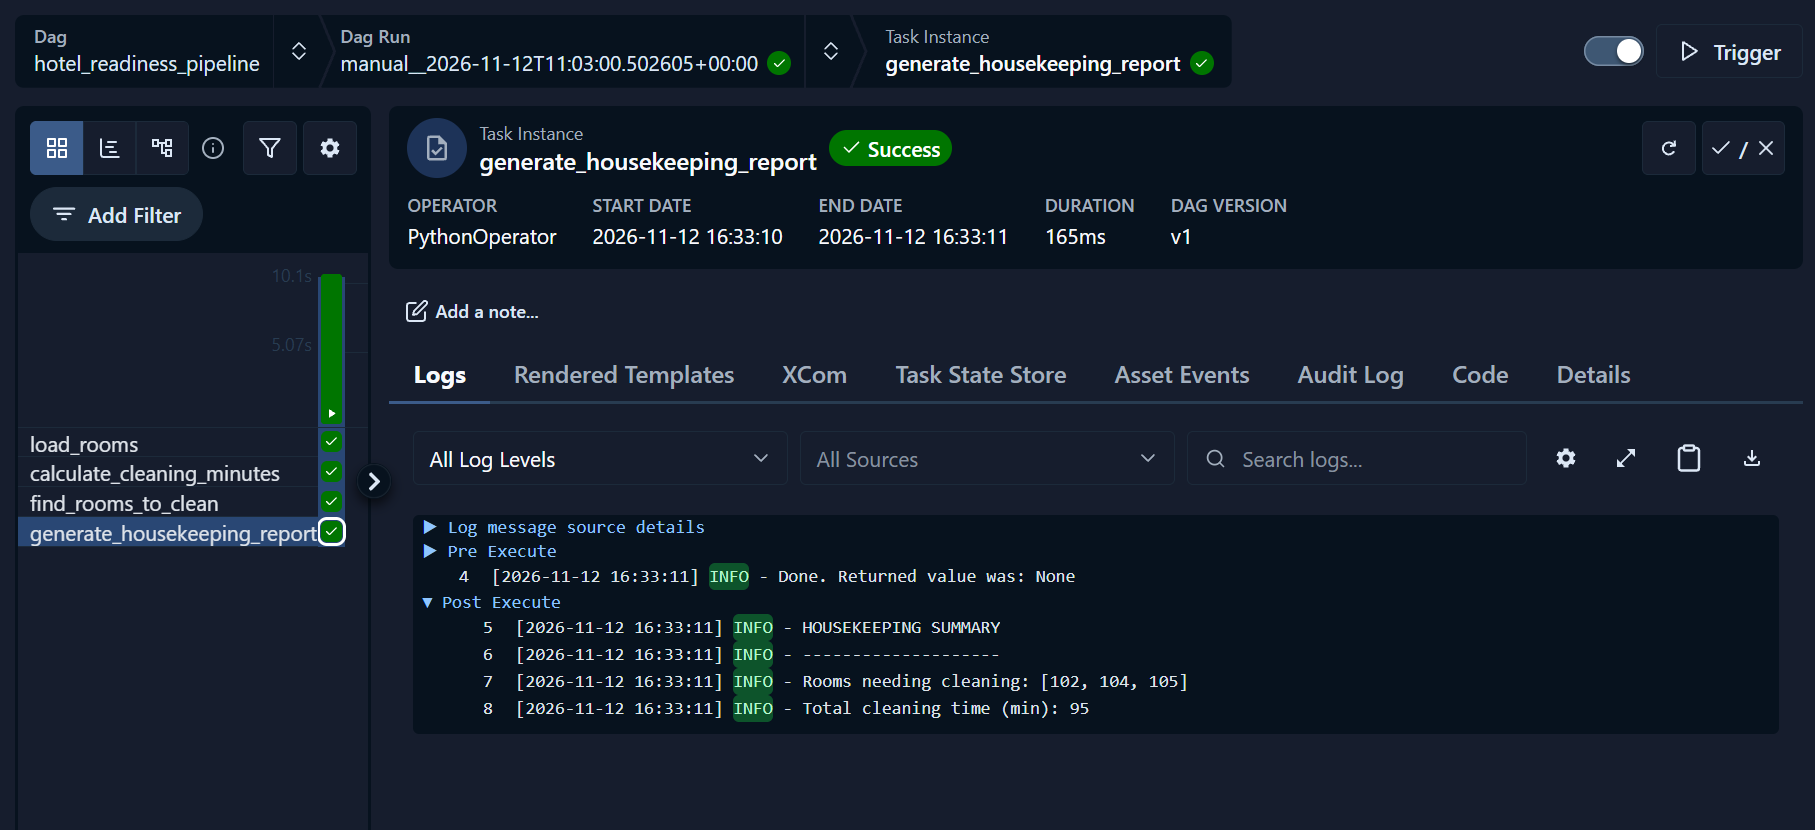 Dag
hotel_readiness_pipeline
Dag Run
manual__2026-11-12T11:03:00.502605+00:00
Task Instance
generate_housekeeping_report
Trigger
Add Filter
10.1s
5.07s
load_rooms
calculate_cleaning_minutes
find_rooms_to_clean
generate_housekeeping_report
Task Instance
generate_housekeeping_report
Success
/
OPERATOR START DATE END DATE DURATION DAG VERSION
PythonOperator 2026-11-12 16:33:10 2026-11-12 16:33:11 165ms v1
Add a note...
Logs Rendered Templates XCom Task State Store Asset Events Audit Log Code Details
All Log Levels All Sources Search logs...
Log message source details
Pre Execute
4 [2026-11-12 16:33:11] INFO - Done. Returned value was: None
Post Execute
5 [2026-11-12 16:33:11] INFO - HOUSEKEEPING SUMMARY
6 [2026-11-12 16:33:11] INFO - --------------------
7 [2026-11-12 16:33:11] INFO - Rooms needing cleaning: [102, 104, 105]
8 [2026-11-12 16:33:11] INFO - Total cleaning time (min): 95